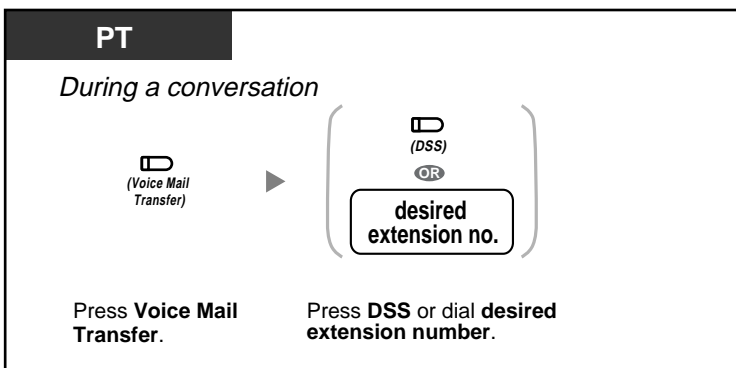 PT
During a conversation
(Voice Mail
Transfer)
(DSS)
OR
desired
extension no.
Press Voice Mail
Transfer.
Press DSS or dial desired
extension number.